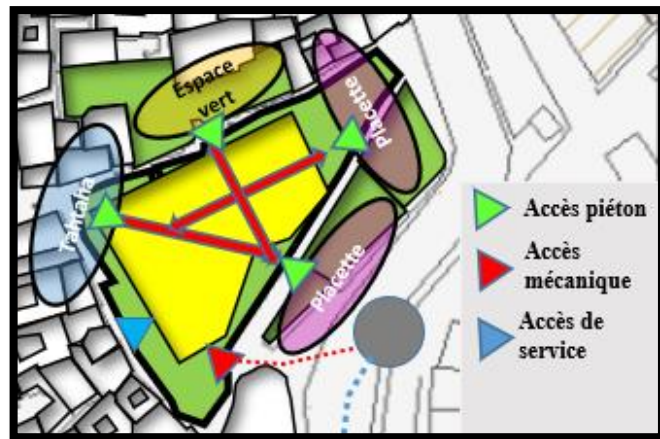 Espace
vert
Placette
Tahtaha
Placette
Accès piéton
Accès
mécanique
Accès de
service